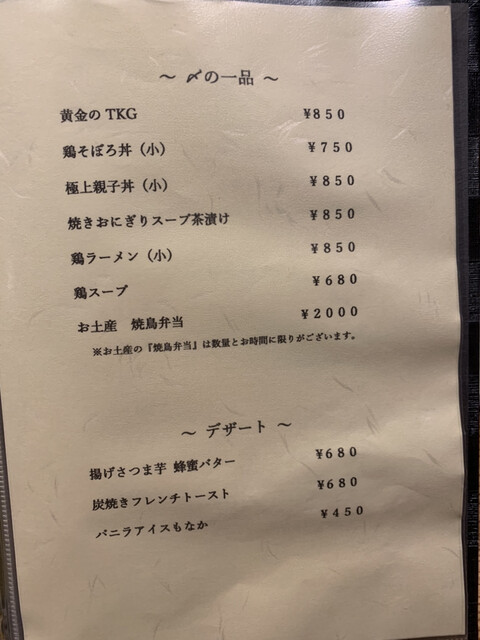 ～ 〆の一品 ～
黄金の TKG ￥850
鶏そぼろ丼（小） ￥750
極上親子丼（小） ￥850
焼きおにぎりスープ茶漬け ￥850
鶏ラーメン（小） ￥850
鶏スープ ￥680
お土産　焼鳥弁当 ￥2000
※お土産の『焼鳥弁当』は数量とお時間に限りがございます。
～ デザート ～
揚げさつま芋 蜂蜜バター ￥680
炭焼きフレンチトースト ￥680
バニラアイスもなか ￥450